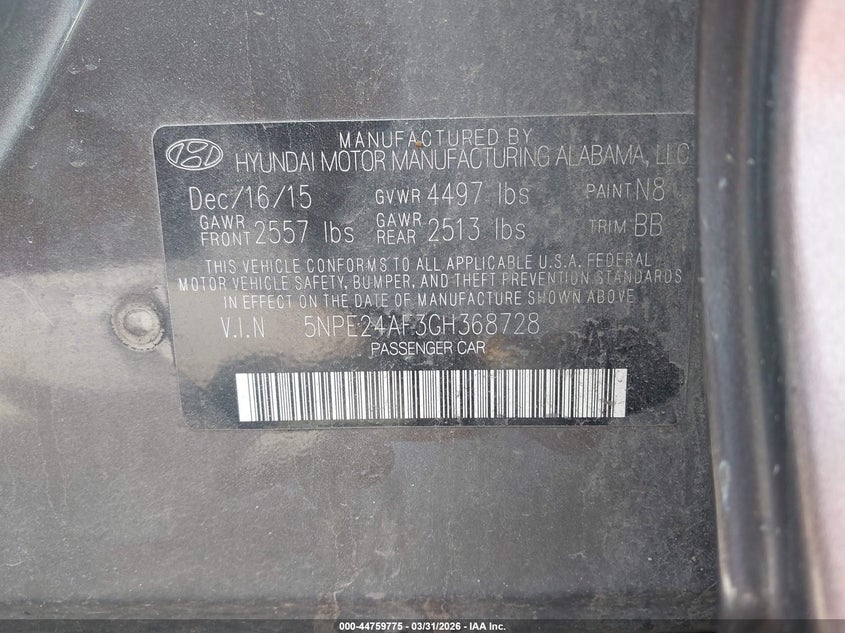 MANUFACTURED BY
HYUNDAI MOTOR MANUFACTURING ALABAMA, LLC
Dec/16/15 GVWR 4497 lbs PAINT N8
GAWR FRONT 2557 lbs GAWR REAR 2513 lbs TRIM BB
THIS VEHICLE CONFORMS TO ALL APPLICABLE U.S.A. FEDERAL
MOTOR VEHICLE SAFETY, BUMPER, AND THEFT PREVENTION STANDARDS
IN EFFECT ON THE DATE OF MANUFACTURE SHOWN ABOVE
V.I.N 5NPE24AF3GH368728
PASSENGER CAR
000-44759775 - 03/31/2026 - IAA Inc.